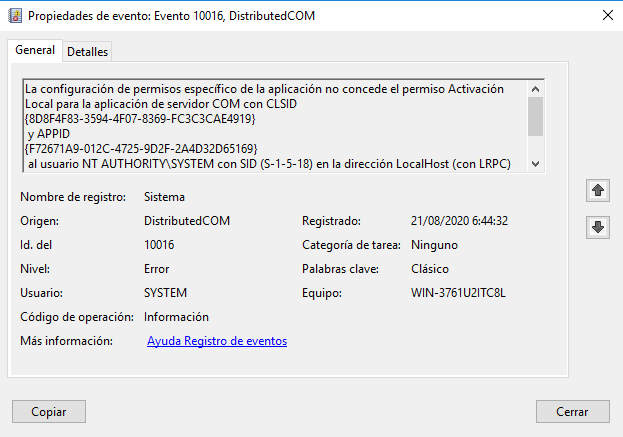 Propiedades de evento: Evento 10016, DistributedCOM
General
Detalles
La configuración de permisos específico de la aplicación no concede el permiso Activación
Local para la aplicación de servidor COM con CLSID
{8D8F4F83-3594-4F07-8369-FC3C3CAE4919}
y APPID
{F72671A9-012C-4725-9D2F-2A4D32D65169}
al usuario NT AUTHORITY\SYSTEM con SID (S-1-5-18) en la dirección LocalHost (con LRPC)
Nombre de registro: Sistema
Origen: DistributedCOM Registrado: 21/08/2020 6:44:32
Id. del 10016 Categoría de tarea: Ninguno
Nivel: Error Palabras clave: Clásico
Usuario: SYSTEM Equipo: WIN-3761U2ITC8L
Código de operación: Información
Más información: Ayuda Registro de eventos
Copiar Cerrar